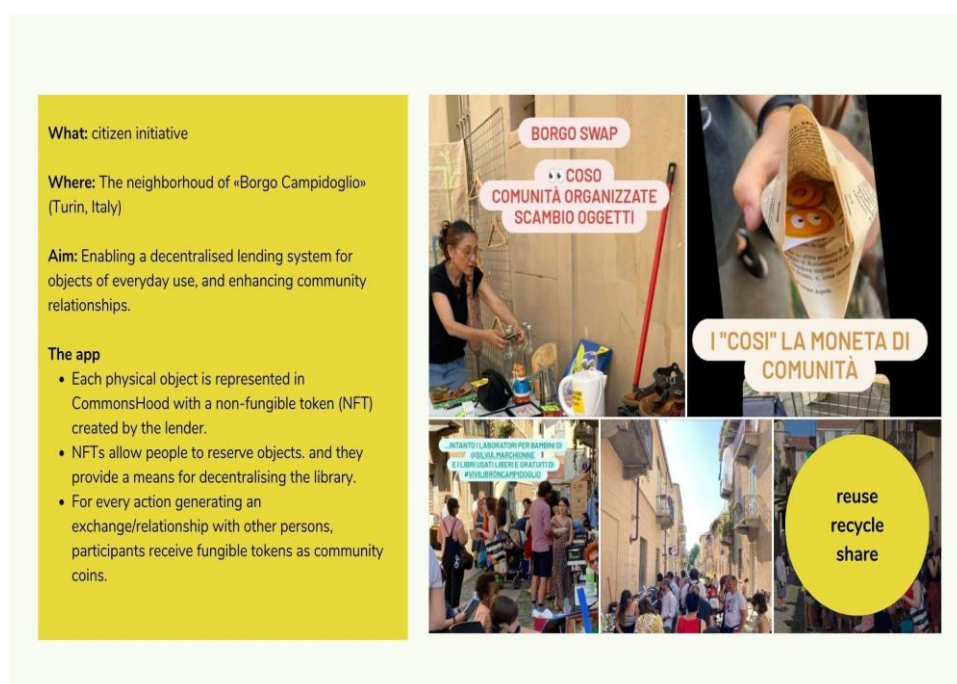 What: citizen initiative
Where: The neighborhoud of «Borgo Campidoglio»
(Turin, Italy)
Aim: Enabling a decentralised lending system for
objects of everyday use, and enhancing community
relationships.
The app
• Each physical object is represented in
CommonsHood with a non-fungible token (NFT)
created by the lender.
• NFTs allow people to reserve objects. and they
provide a means for decentralising the library.
• For every action generating an
exchange/relationship with other persons,
participants receive fungible tokens as community
coins.
BORGO SWAP
👀 COSO
COMUNITÀ ORGANIZZATE
SCAMBIO OGGETTI
I "COSI" LA MONETA DI
COMUNITÀ
...INTANTO I LABORATORI PER BAMBINI DI
@SILVIA.MARCHIONNE
E I LIBRI USATI LIBERI E GRATUITI DI
#VIVILIBRÒNCAMPIDOGLIO
reuse
recycle
share